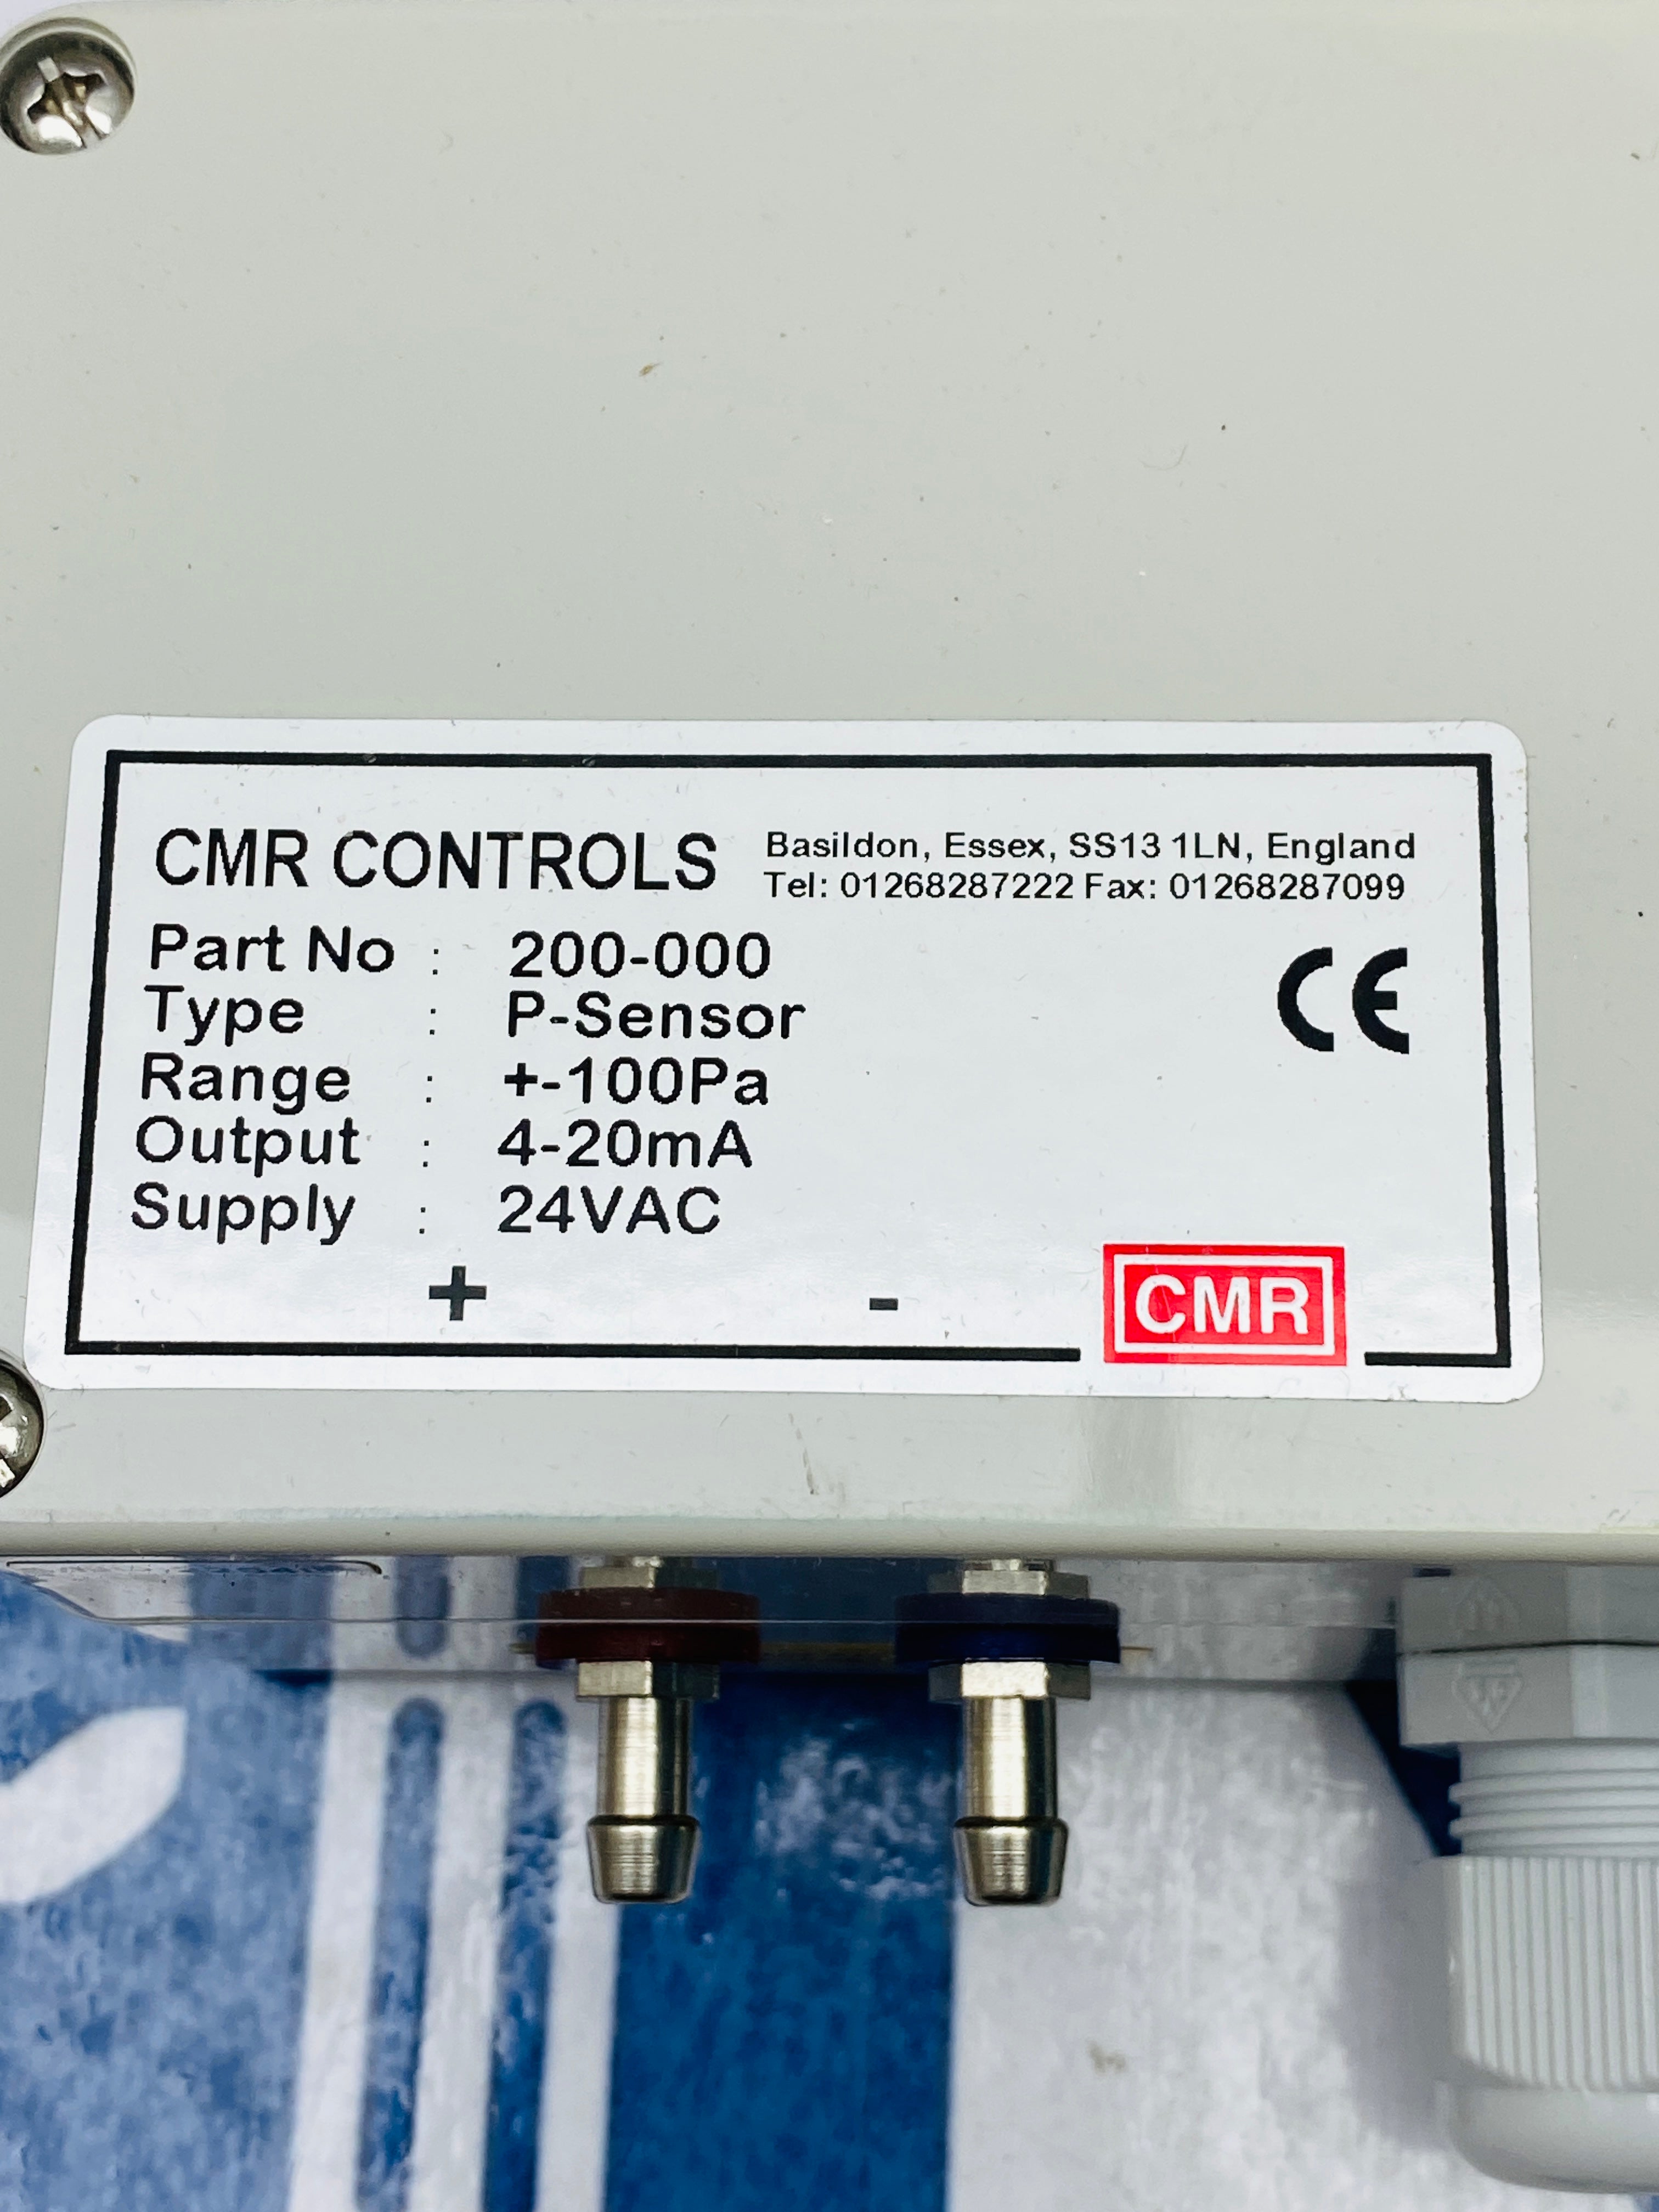 CMR CONTROLS
Basildon, Essex, SS13 1LN, England
Tel: 01268287222 Fax: 01268287099
Part No : 200-000
Type : P-Sensor
Range : +-100Pa
Output : 4-20mA
Supply : 24VAC
CE
+ -
CMR